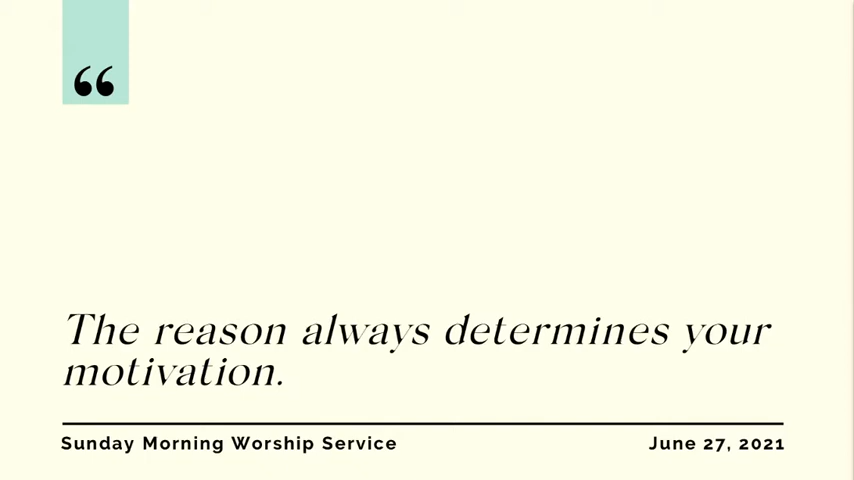 “
The reason always determines your
motivation.
Sunday Morning Worship Service
June 27, 2021